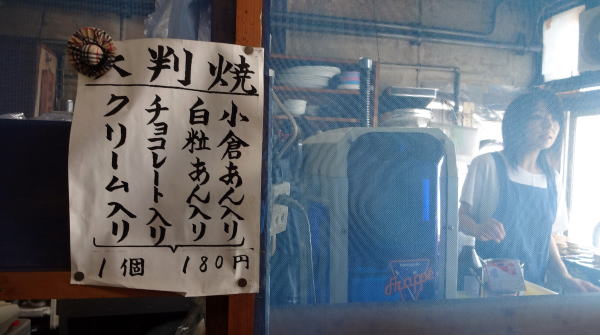 大判焼
小倉あん入り
白粒あん入り
チョコレート入り
クリーム入り
1個 180円